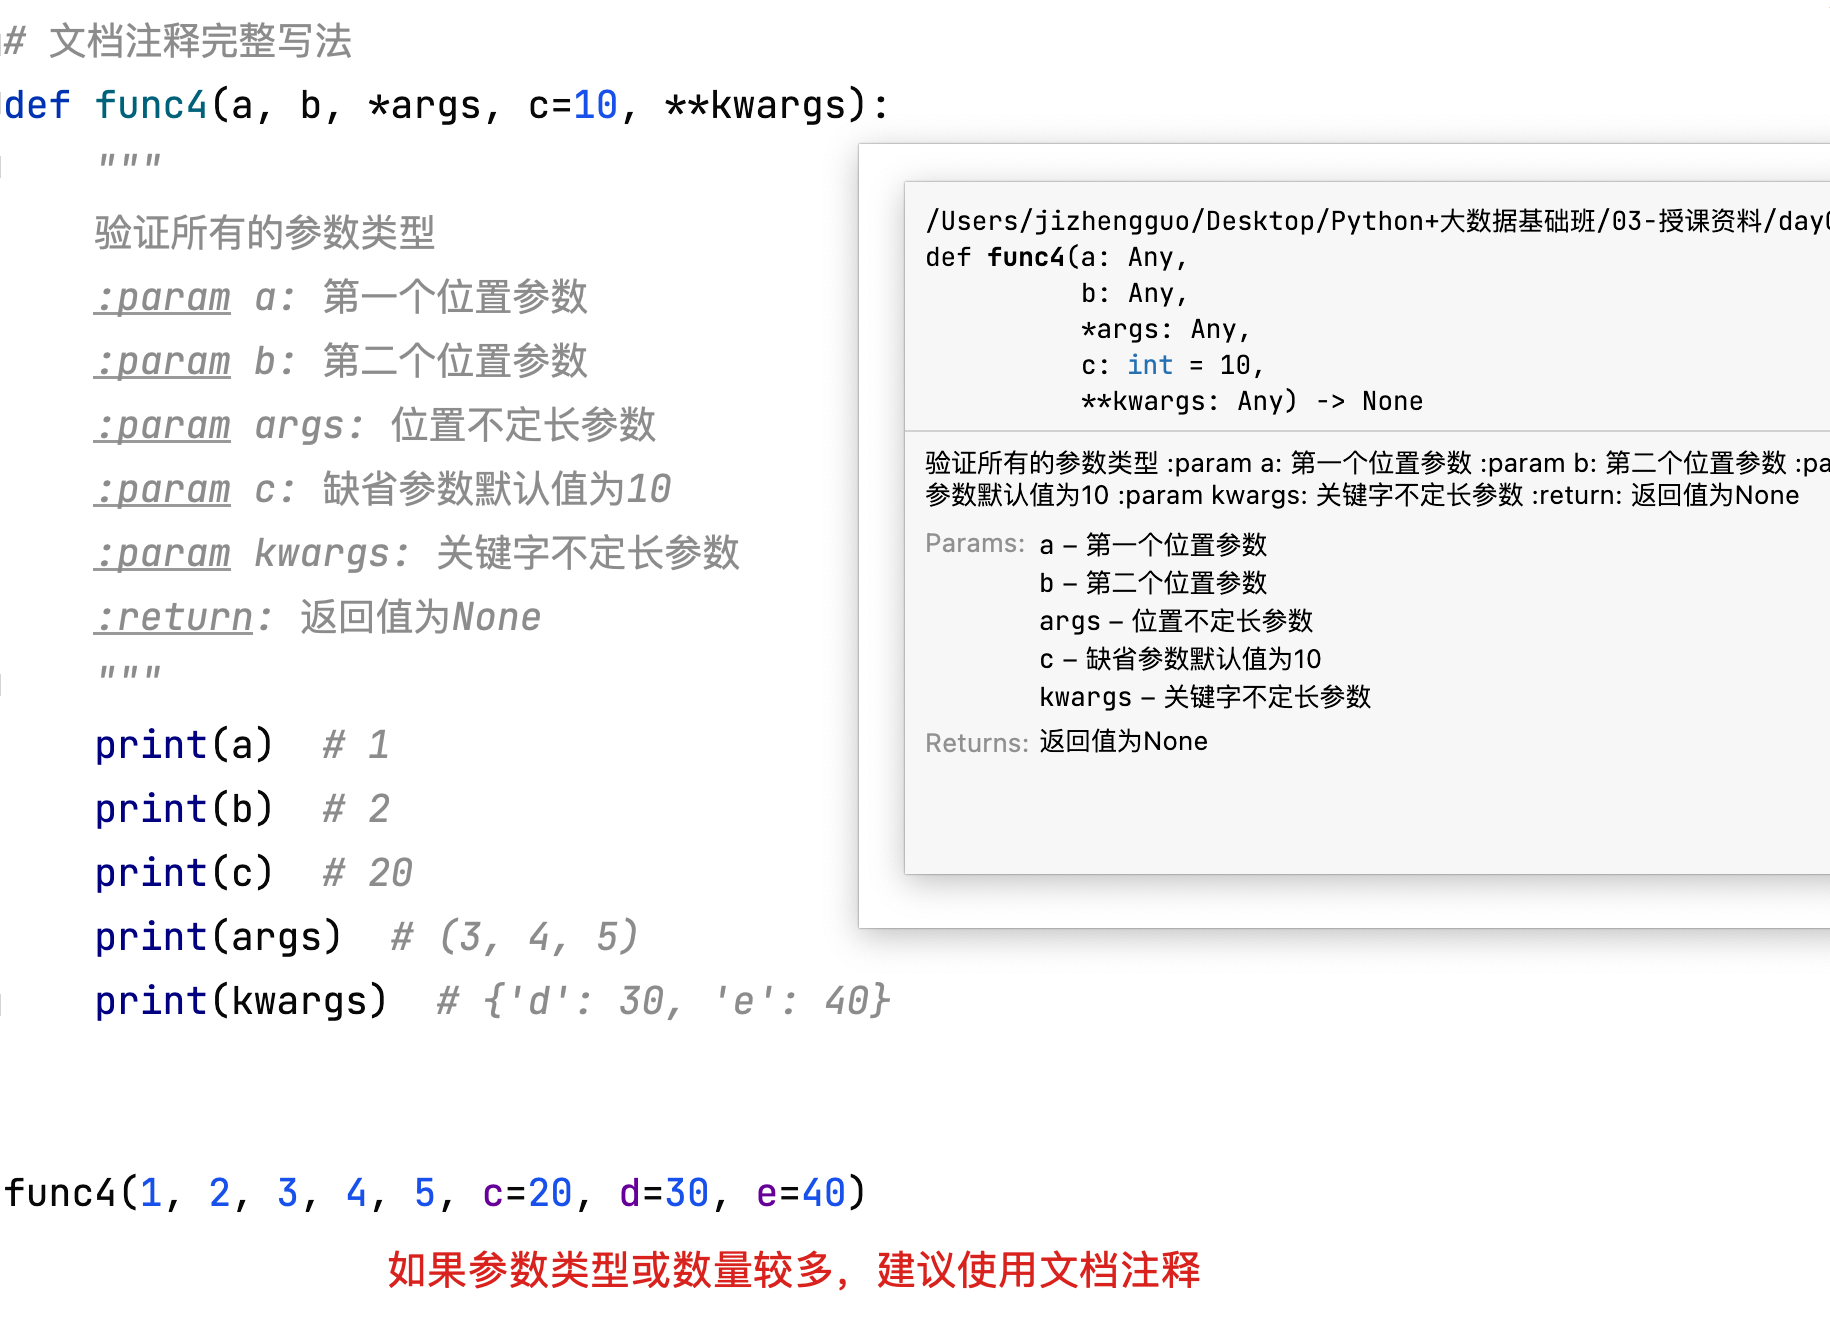 # 文档注释完整写法
def func4(a, b, *args, c=10, **kwargs):
"""
验证所有的参数类型
:param a: 第一个位置参数
:param b: 第二个位置参数
:param args: 位置不定长参数
:param c: 缺省参数默认值为10
:param kwargs: 关键字不定长参数
:return: 返回值为None
"""
print(a)  # 1
print(b)  # 2
print(c)  # 20
print(args)  # (3, 4, 5)
print(kwargs)  # {'d': 30, 'e': 40}
func4(1, 2, 3, 4, 5, c=20, d=30, e=40)
如果参数类型或数量较多，建议使用文档注释
/Users/jizhengguo/Desktop/Python+大数据基础班/03-授课资料/day
def func4(a: Any,
b: Any,
*args: Any,
c: int = 10,
**kwargs: Any) -> None
验证所有的参数类型 :param a: 第一个位置参数 :param b: 第二个位置参数 :pa
参数默认值为10 :param kwargs: 关键字不定长参数 :return: 返回值为None
Params: a – 第一个位置参数
b – 第二个位置参数
args – 位置不定长参数
c – 缺省参数默认值为10
kwargs – 关键字不定长参数
Returns: 返回值为None